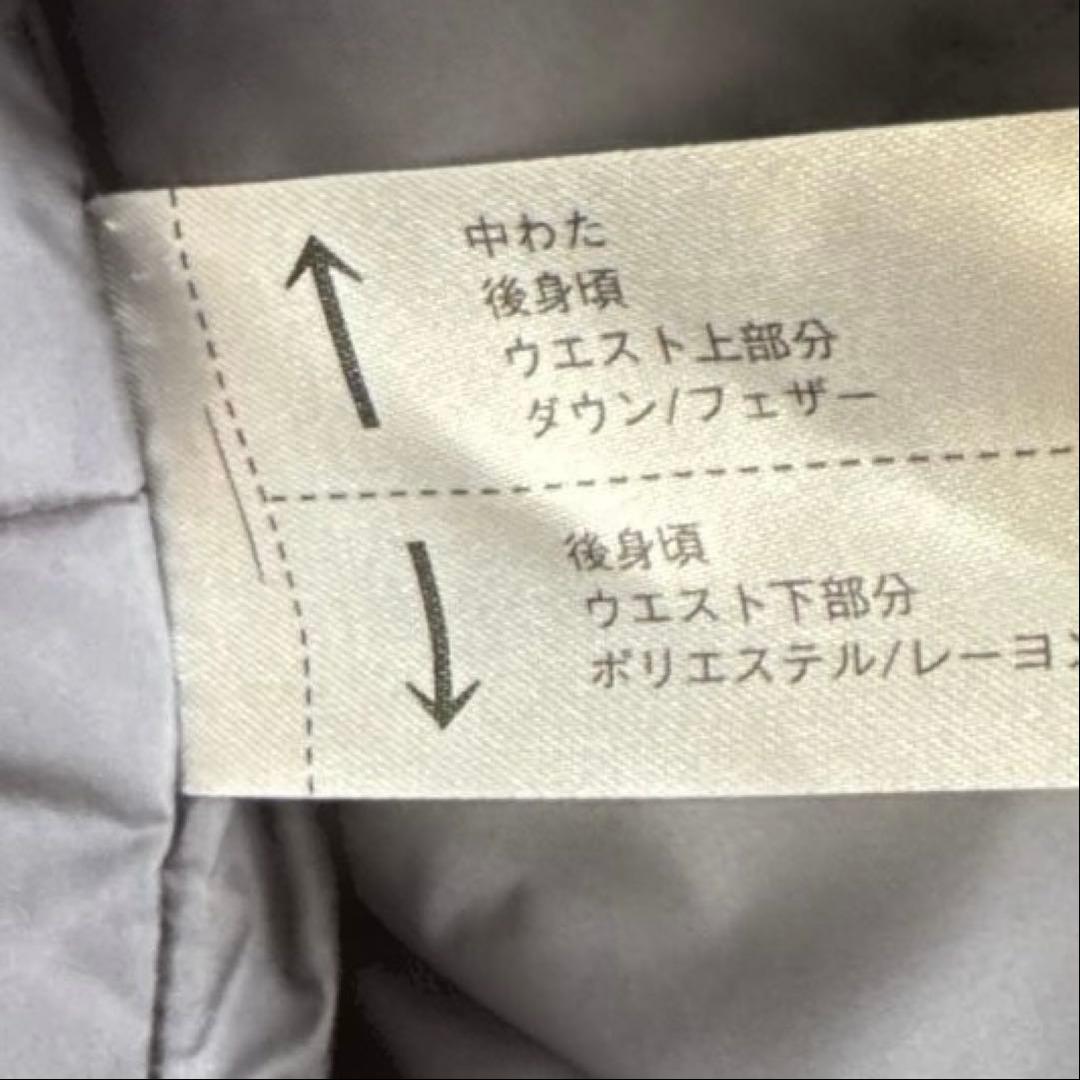 中わた
後身頃
ウエスト上部分
ダウン/フェザー
後身頃
ウエスト下部分
ポリエステル/レーヨン